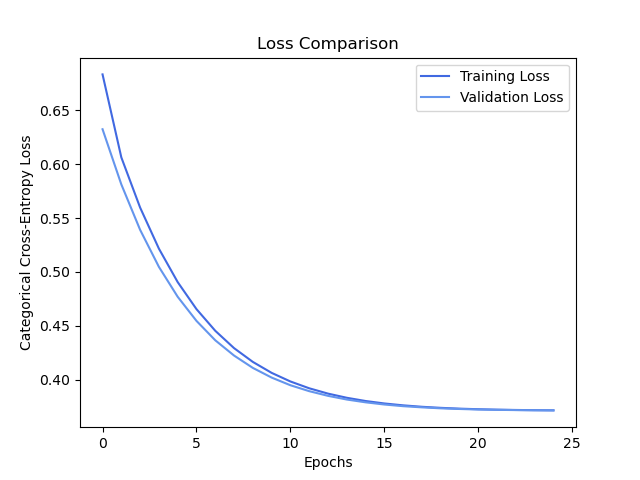 Loss Comparison
Training Loss
Validation Loss
0.65
0.60
0.55
0.50
0.45
0.40
Categorical Cross-Entropy Loss
0 5 10 15 20 25
Epochs